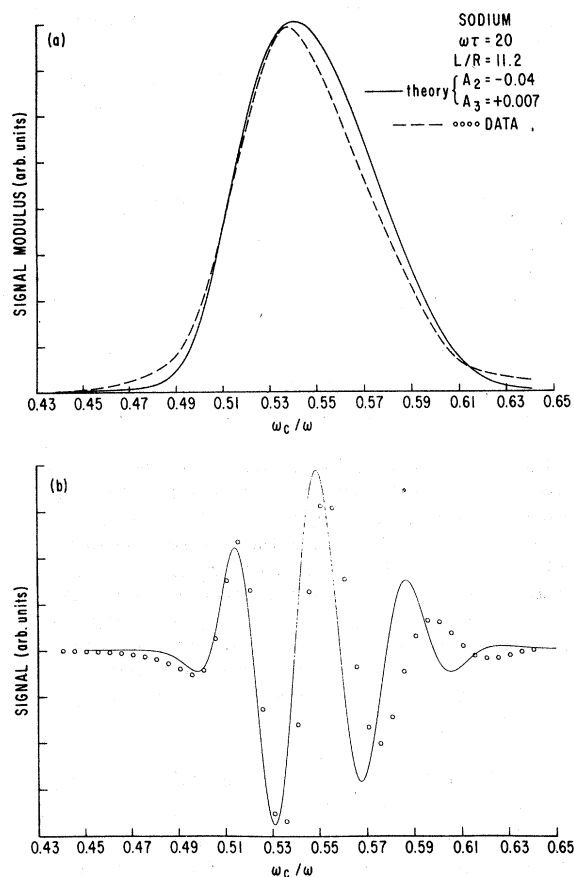 (a)
SODIUM
ωτ = 20
L/R = 11.2
theory { A₂ = -0.04
A₃ = +0.007
DATA
SIGNAL MODULUS (arb. units)
0.43 0.45 0.47 0.49 0.51 0.53 0.55 0.57 0.59 0.61 0.63 0.65
ω_C/ω
(b)
SIGNAL (arb. units)
0.43 0.45 0.47 0.49 0.51 0.53 0.55 0.57 0.59 0.61 0.63 0.65
ω_C/ω